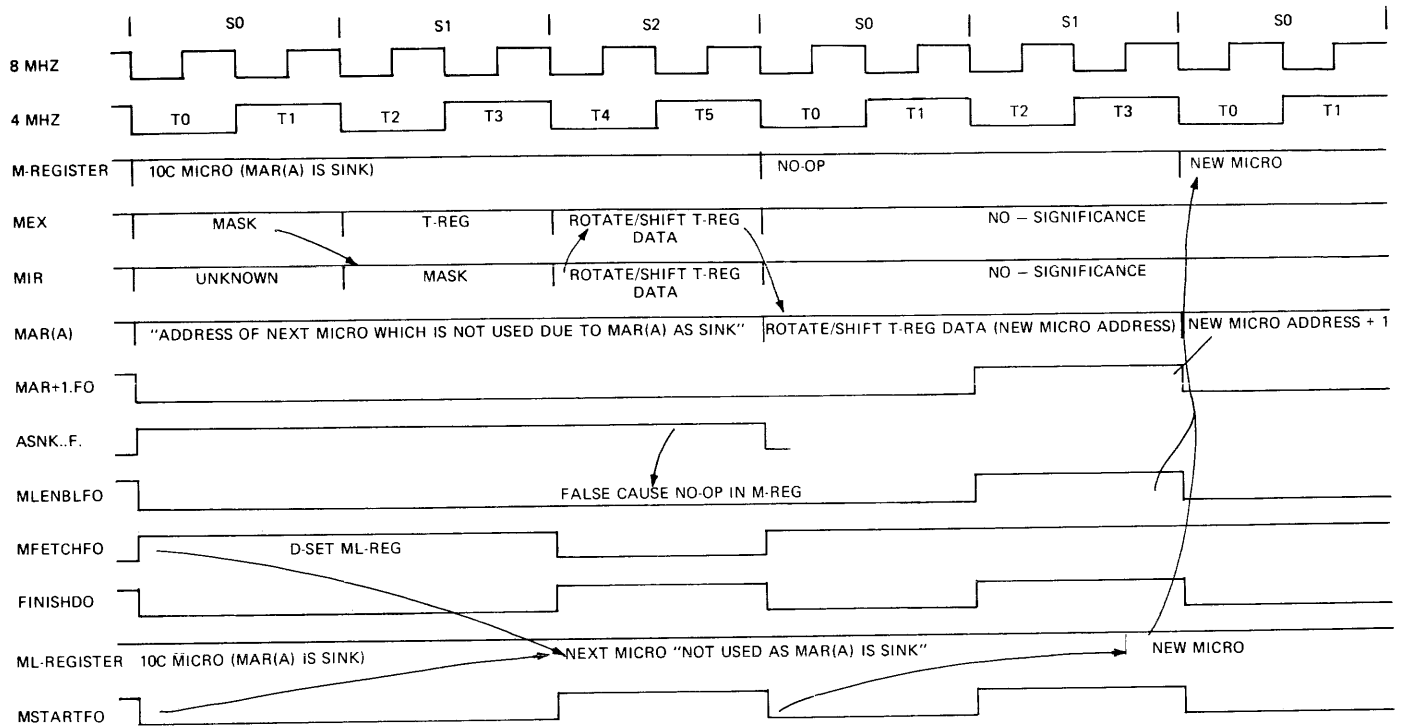 S0 S1 S2 S0 S1 S0
8 MHZ
4 MHZ T0 T1 T2 T3 T4 T5 T0 T1 T2 T3 T0 T1
M-REGISTER 10C MICRO (MAR(A) IS SINK) NO-OP NEW MICRO
MEX MASK T-REG ROTATE/SHIFT T-REG DATA NO – SIGNIFICANCE
MIR UNKNOWN MASK ROTATE/SHIFT T-REG DATA NO – SIGNIFICANCE
MAR(A) "ADDRESS OF NEXT MICRO WHICH IS NOT USED DUE TO MAR(A) AS SINK" ROTATE/SHIFT T-REG DATA (NEW MICRO ADDRESS) NEW MICRO ADDRESS + 1
MAR+1.FO
ASNK..F.
MLENBLFO FALSE CAUSE NO-OP IN M-REG
MFETCHFO D-SET ML-REG
FINISHDO
ML-REGISTER 10C MICRO (MAR(A) IS SINK) NEXT MICRO "NOT USED AS MAR(A) IS SINK" NEW MICRO
MSTARTFO